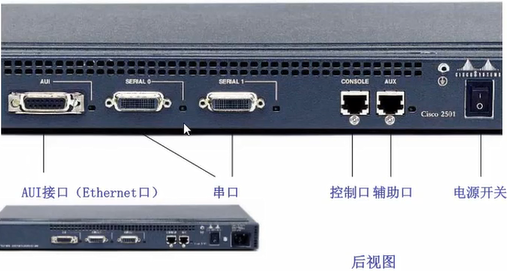 AUI SERIAL 0 SERIAL 1 CONSOLE AUX
CISCO SYSTEMS
Cisco 2501
AUI接口（Ethernet口） 串口 控制口 辅助口 电源开关
后视图